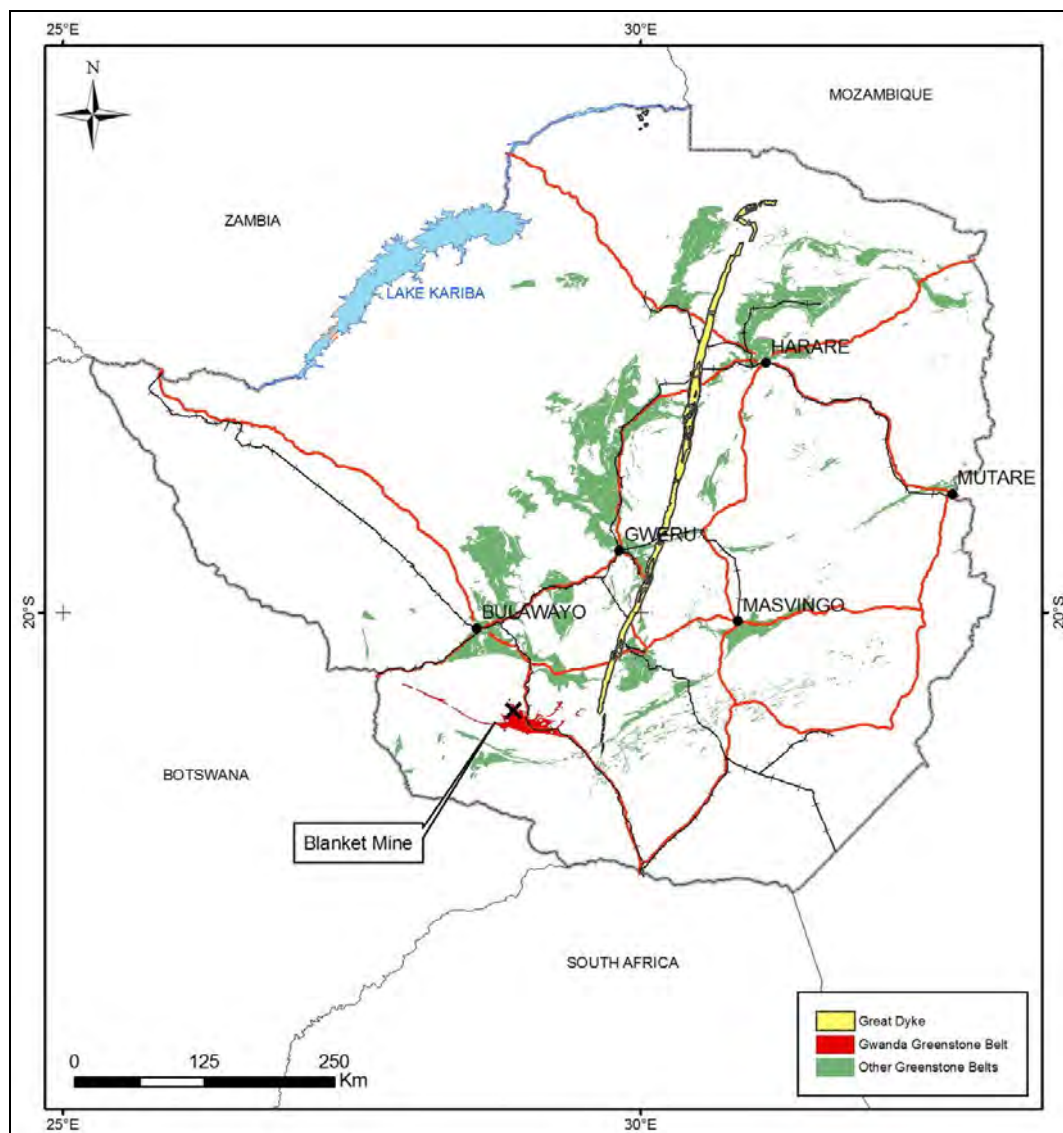 25°E
30°E
N
MOZAMBIQUE
ZAMBIA
LAKE KARIBA
HARARE
MUTARE
GWERU
20°S
BULAWAYO
MASVINGO
20°S
BOTSWANA
Blanket Mine
SOUTH AFRICA
Great Dyke
Gwanda Greenstone Belt
Other Greenstone Belts
0 125 250
Km
25°E
30°E